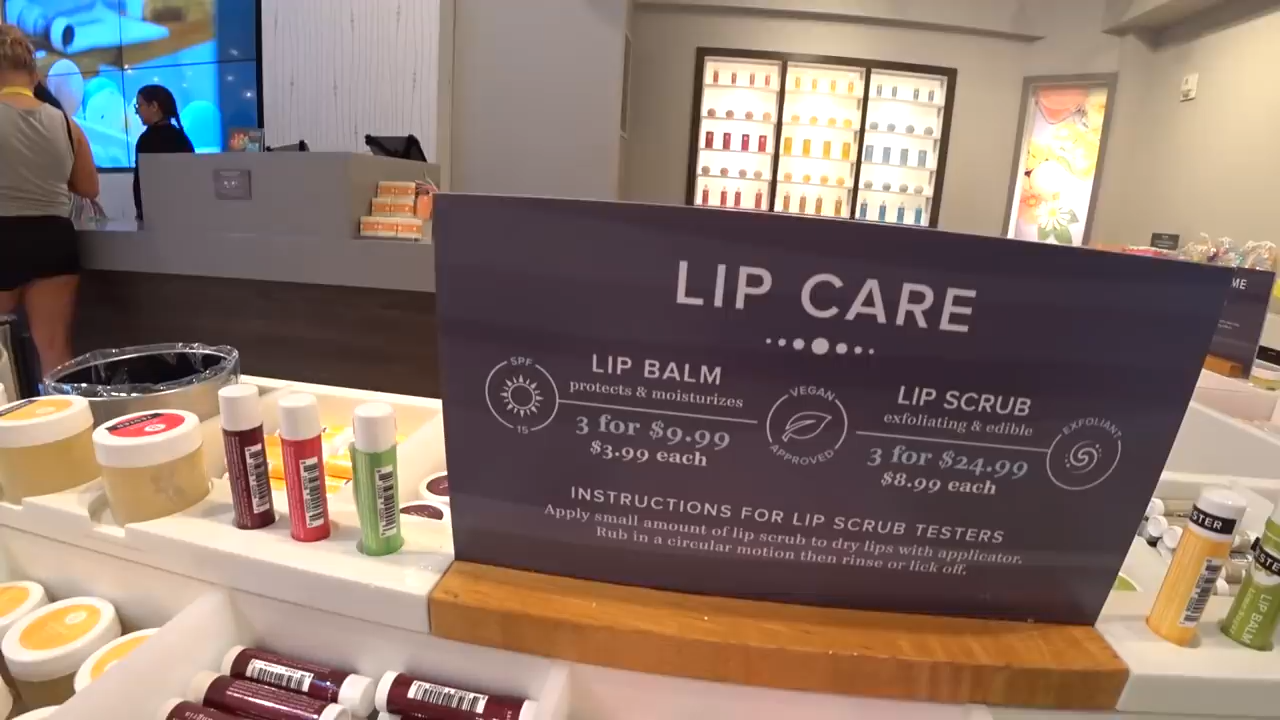 LIP CARE
SPF
15
LIP BALM
protects & moisturizes
3 for $9.99
$3.99 each
VEGAN
APPROVED
LIP SCRUB
exfoliating & edible
3 for $24.99
$8.99 each
EXFOLIANT
INSTRUCTIONS FOR LIP SCRUB TESTERS
Apply small amount of lip scrub to dry lips with applicator.
Rub in a circular motion then rinse or lick off.
ME
STER
LIP BALM